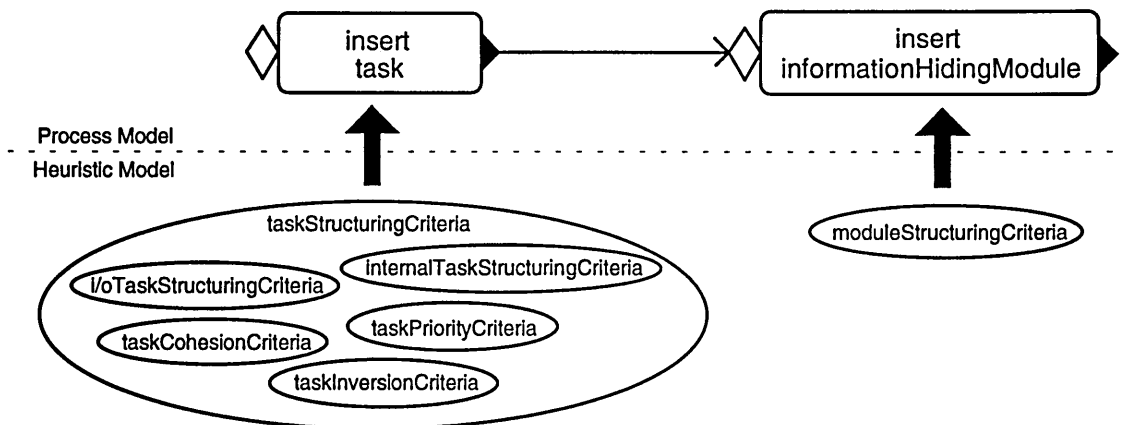 insert
task
insert
informationHidingModule
Process Model
Heuristic Model
taskStructuringCriteria
moduleStructuringCriteria
internalTaskStructuringCriteria
i/oTaskStructuringCriteria
taskPriorityCriteria
taskCohesionCriteria
taskInversionCriteria